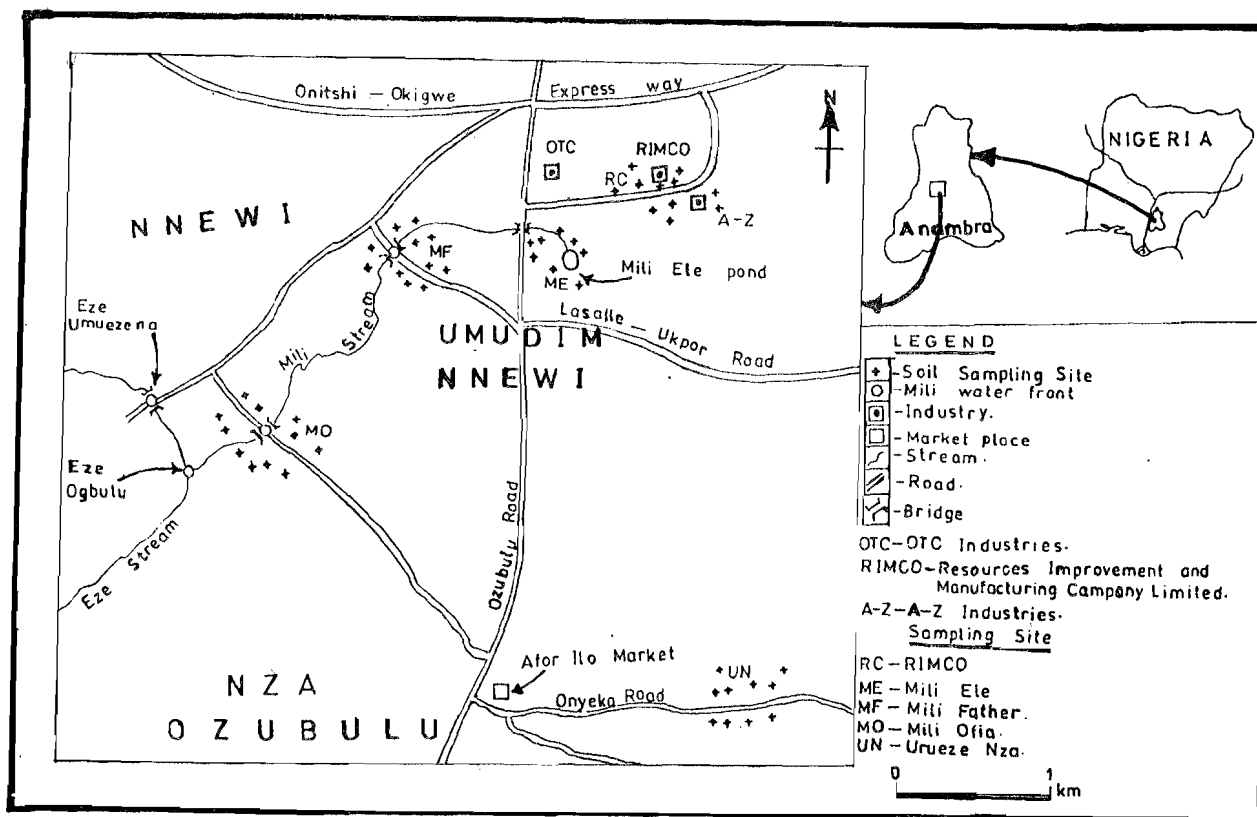 Onitshi – Okigwe Express way
N
OTC
RIMCO
RC
A-Z
NNEWI
MF
ME
Mili Ele pond
Eze
Umuezena
Mili Stream
UMUDIM
NNEWI
Lasalle – Ukpor Road
MO
Eze
Ogbulu
Eze Stream
Ozubulu Road
NZA
OZUBULU
Afor Ilo Market
Onyeka Road
UN
NIGERIA
Anambra
LEGEND
+ -Soil Sampling Site
-Mili water front
-Industry.
-Market place
-Stream.
-Road.
-Bridge
OTC-OTC Industries.
RIMCO-Resources Improvement and
Manufacturing Company Limited.
A-Z-A-Z Industries.
Sampling Site
RC-RIMCO
ME-Mili Ele
MF-Mili Father.
MO-Mili Ofia.
UN-Urueze Nza.
0 1
km